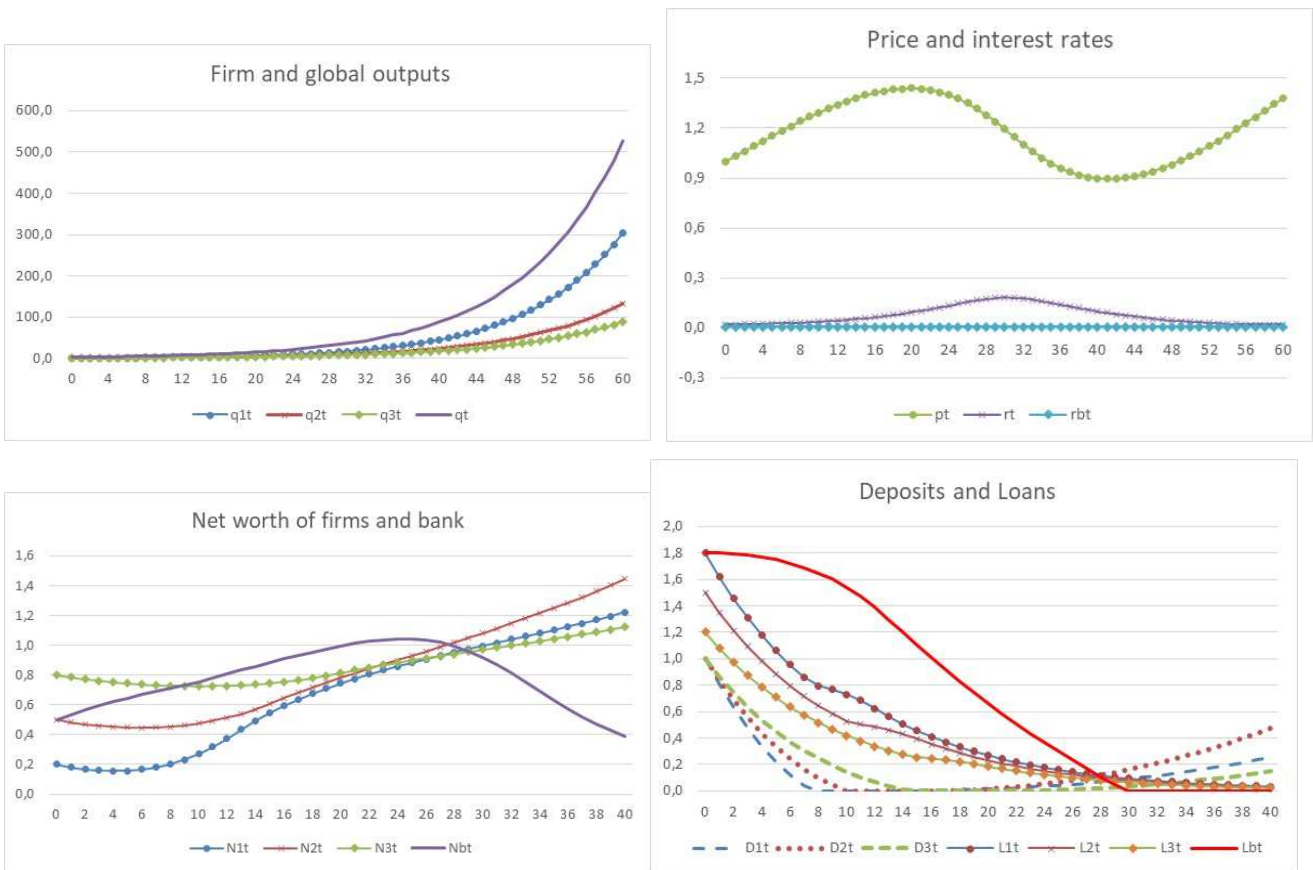 Firm and global outputs
600,0
500,0
400,0
300,0
200,0
100,0
0,0
0 4 8 12 16 20 24 28 32 36 40 44 48 52 56 60
q1t q2t q3t qt
Price and interest rates
1,5
1,2
0,9
0,6
0,3
0,0
-0,3
0 4 8 12 16 20 24 28 32 36 40 44 48 52 56 60
pt rt rbt
Net worth of firms and bank
1,6
1,4
1,2
1,0
0,8
0,6
0,4
0,2
0,0
0 2 4 6 8 10 12 14 16 18 20 22 24 26 28 30 32 34 36 38 40
N1t N2t N3t Nbt
Deposits and Loans
2,0
1,8
1,6
1,4
1,2
1,0
0,8
0,6
0,4
0,2
0,0
0 2 4 6 8 10 12 14 16 18 20 22 24 26 28 30 32 34 36 38 40
D1t D2t D3t L1t L2t L3t Lbt